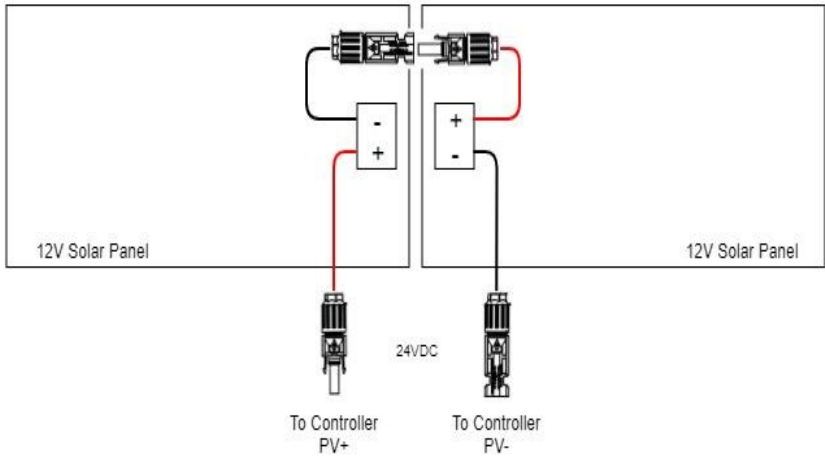 -
+
+
-
12V Solar Panel
12V Solar Panel
24VDC
To Controller
PV+
To Controller
PV-